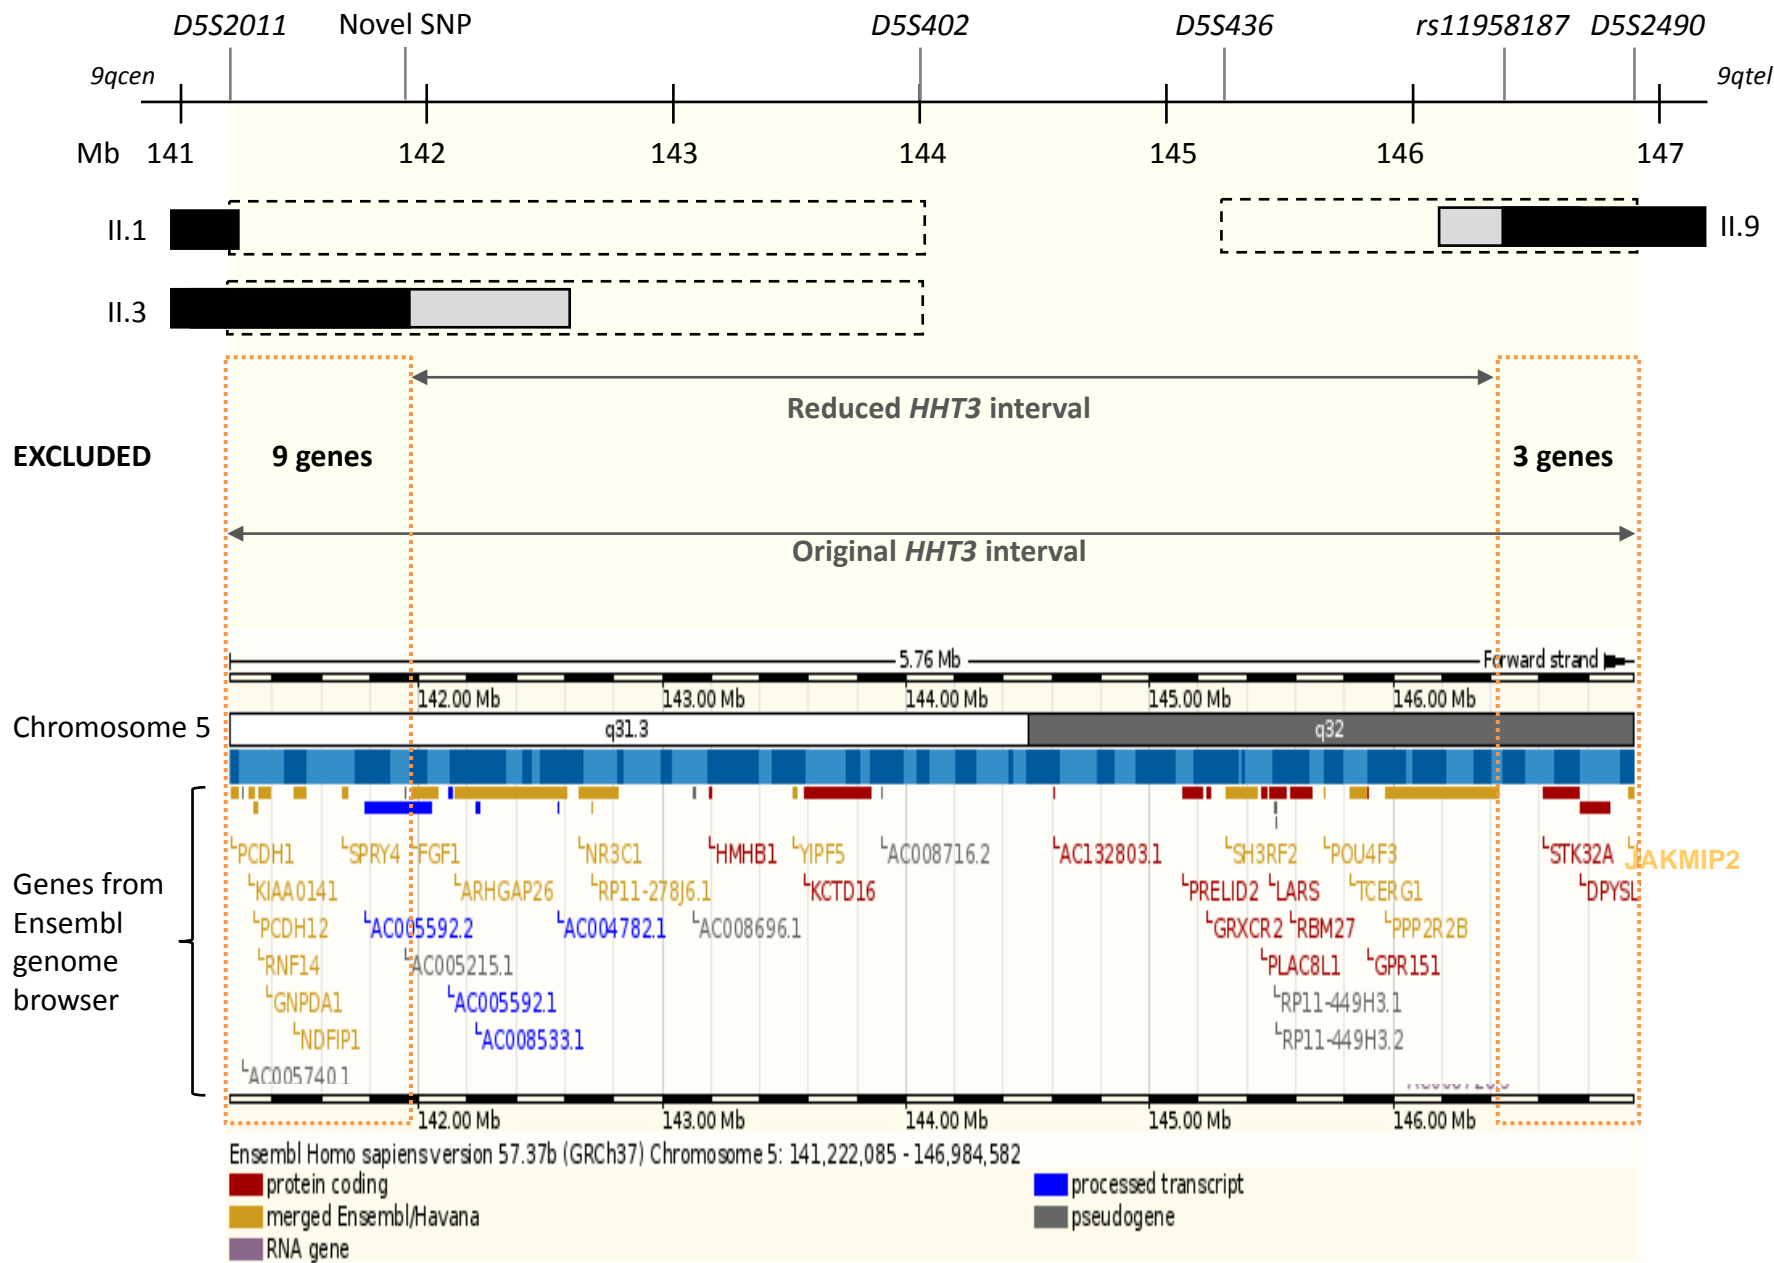 D5S2011 Novel SNP D5S402 D5S436 rs11958187 D5S2490
9qcen 9qtel
Mb 141 142 143 144 145 146 147
II.1 II.9
II.3
Reduced HHT3 interval
EXCLUDED 9 genes 3 genes
Original HHT3 interval
5.76 Mb Forward strand
142.00 Mb 143.00 Mb 144.00 Mb 145.00 Mb 146.00 Mb
Chromosome 5 q31.3 q32
PCDH1 SPRY4 FGF1 NR3C1 HMHB1 YIPF5 AC008716.2 AC132803.1 SH3RF2 POU4F3 STK32A JAKMIP2
KIAA0141 ARHGAP26 RP11-278J6.1 KCTD16 PRELID2 LARS TCERG1 DPYSL
PCDH12 AC005592.2 AC004782.1 AC008696.1 GRXCR2 RBM27 PPP2R2B
RNF14 AC005215.1 PLAC8L1 GPR151
GNPDA1 AC005592.1 RP11-449H3.1
NDFIP1 AC008533.1 RP11-449H3.2
AC005740.1
Genes from
Ensembl
genome
browser
142.00 Mb 143.00 Mb 144.00 Mb 145.00 Mb 146.00 Mb
Ensembl Homo sapiens version 57.37b (GRCh37) Chromosome 5: 141,222,085 - 146,984,582
protein coding processed transcript
merged Ensembl/Havana pseudogene
RNA gene